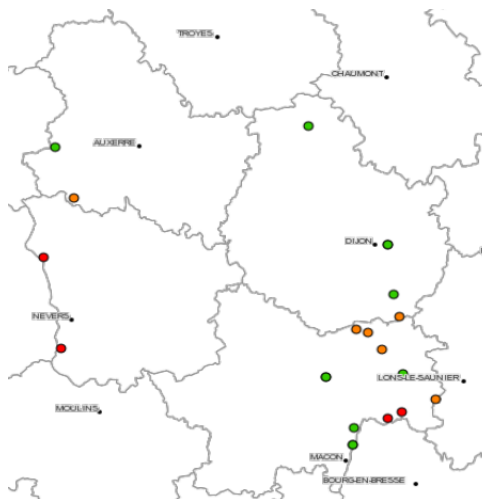 TROYES
CHAUMONT
AUXERRE
DIJON
NEVERS
LONS-LE-SAUNIER
MOULINS
MACON
BOURG-EN-BRESSE